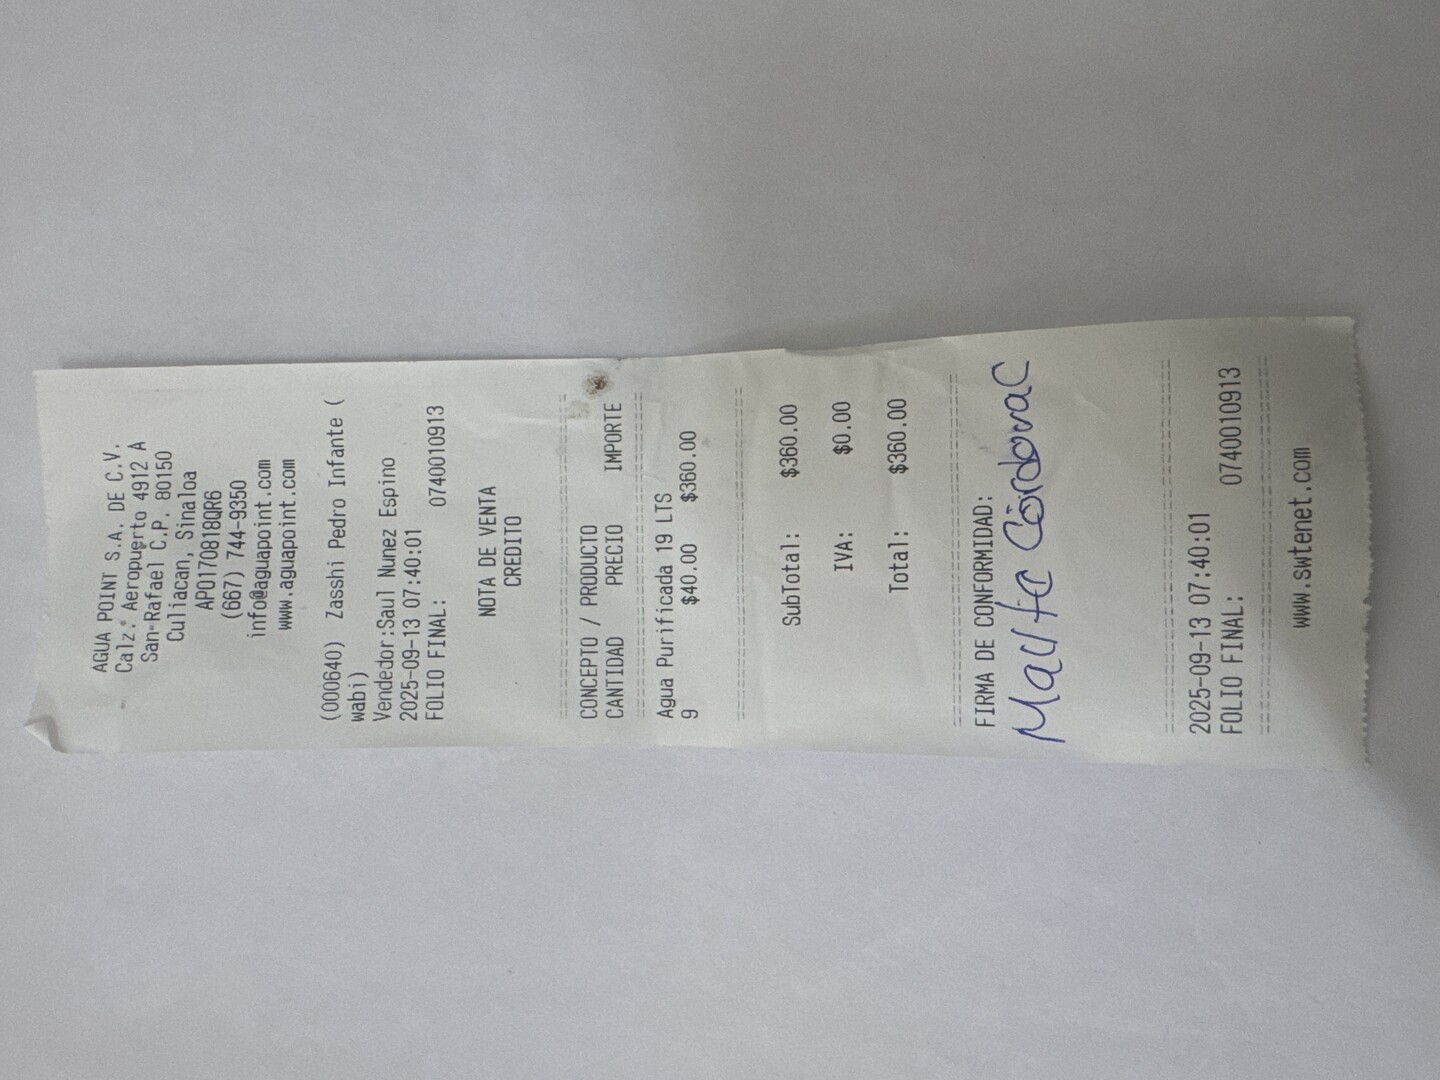 AGUA POINT S.A. DE C.V.
Calz. Aeropuerto 4912 A
San Rafael C.P. 80150
Culiacan, Sinaloa
APO170818QR6
(667) 744-9350
info@aguapoint.com
www.aguapoint.com
(000640) Zasshi Pedro Infante (
wabi)
Vendedor:Saul Nunez Espino
2025-09-13 07:40:01
FOLIO FINAL: 0740010913
NOTA DE VENTA
CREDITO
CONCEPTO / PRODUCTO
CANTIDAD PRECIO IMPORTE
Agua Purificada 19 LTS
9 $40.00 $360.00
SubTotal: $360.00
IVA: $0.00
Total: $360.00
FIRMA DE CONFORMIDAD:
2025-09-13 07:40:01
FOLIO FINAL: 0740010913
www.swtenet.com